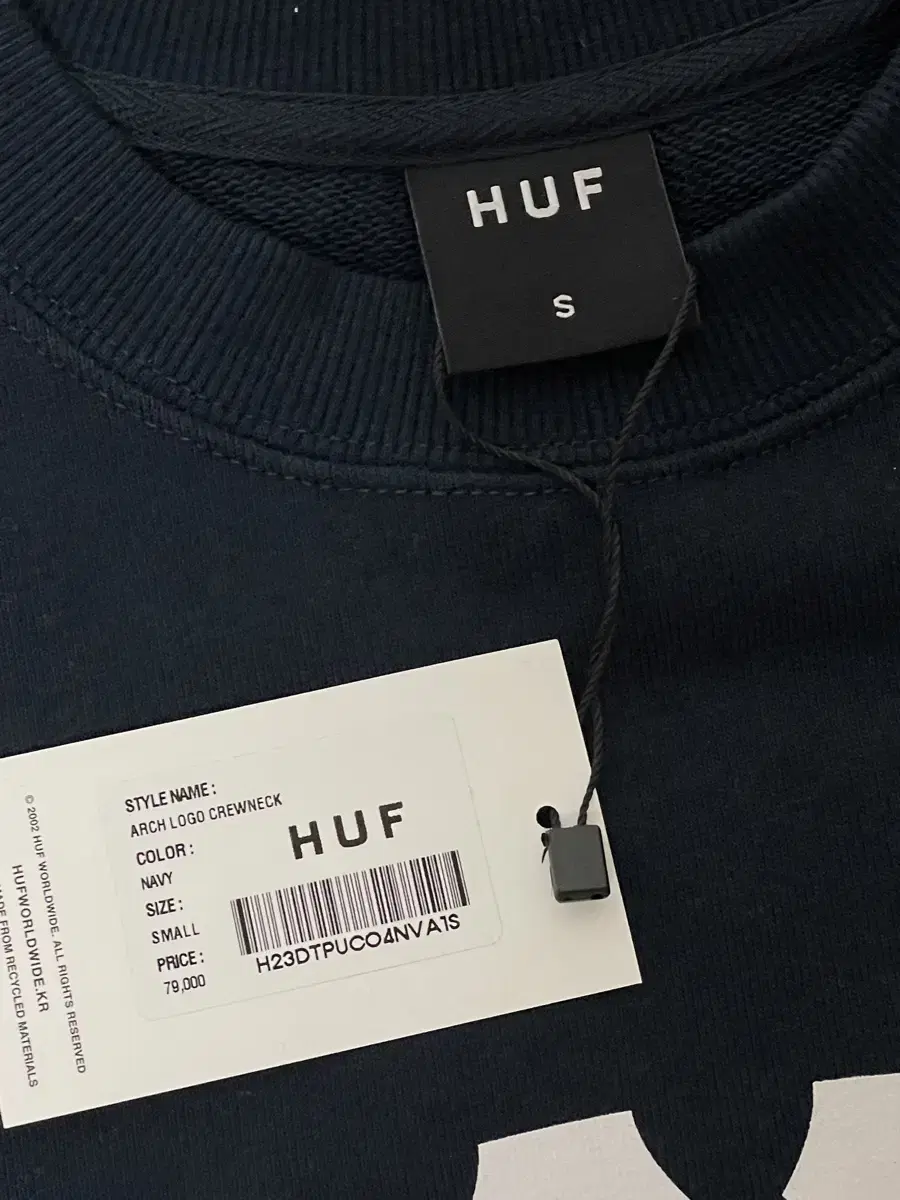 HUF
S
STYLE NAME :
ARCH LOGO CREWNECK
COLOR :
NAVY
SIZE :
SMALL
PRICE :
79,000
HUF
H23DTPUCO4NVA1S
© 2002 HUF WORLDWIDE. ALL RIGHTS RESERVED
HUFWORLDWIDE.KR
MADE FROM RECYCLED MATERIALS